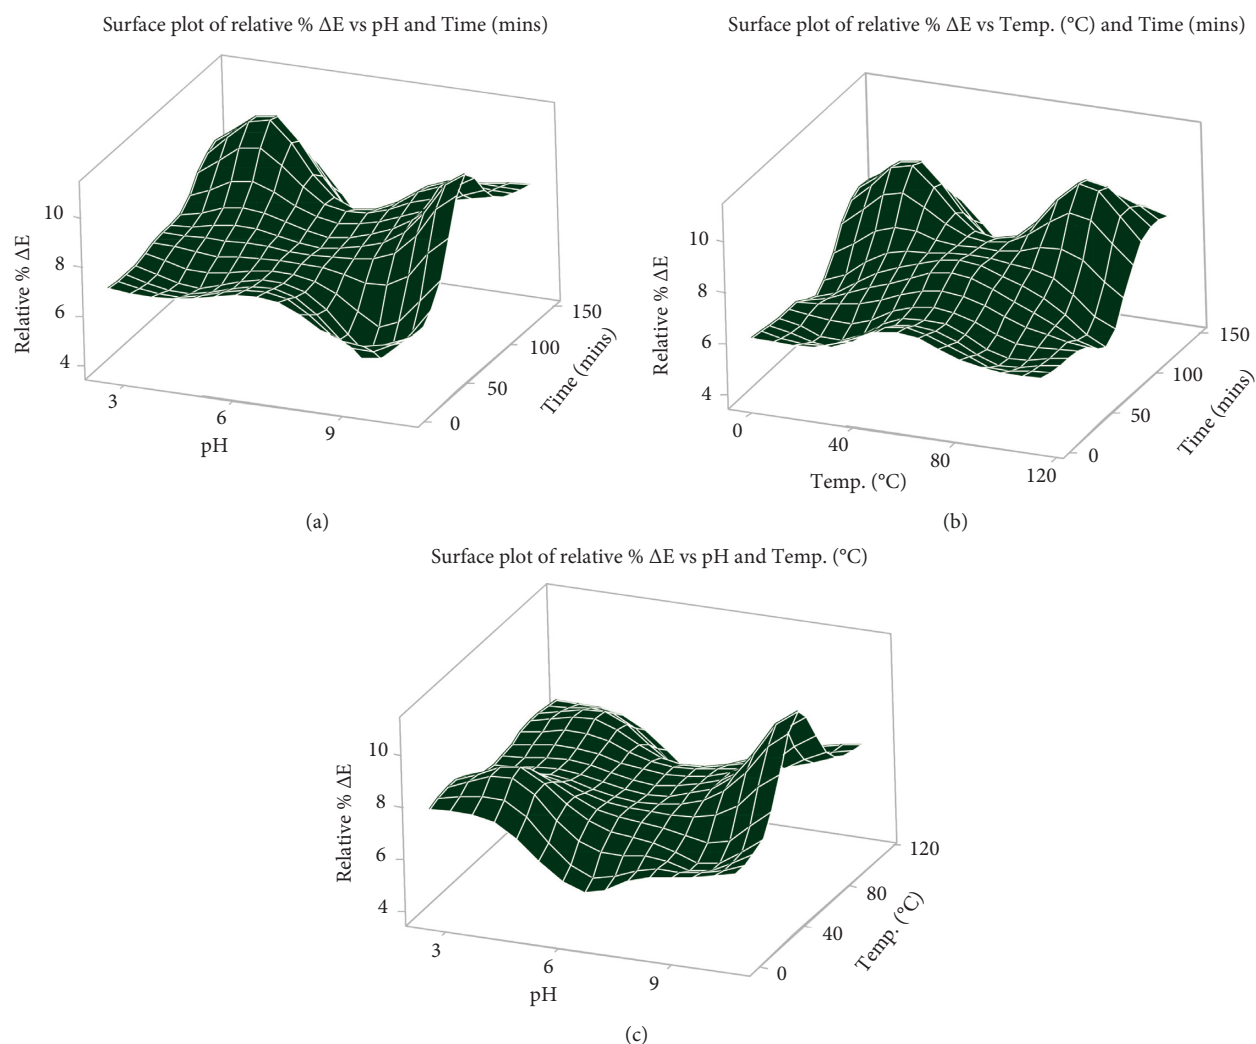 Surface plot of relative % ΔE vs pH and Time (mins)
Relative % ΔE
10
8
6
4
3
6
9
pH
0
50
100
150
Time (mins)
(a)
Surface plot of relative % ΔE vs Temp. (°C) and Time (mins)
Relative % ΔE
10
8
6
4
0
40
80
120
Temp. (°C)
0
50
100
150
Time (mins)
(b)
Surface plot of relative % ΔE vs pH and Temp. (°C)
Relative % ΔE
10
8
6
4
3
6
9
pH
0
40
80
120
Temp. (°C)
(c)